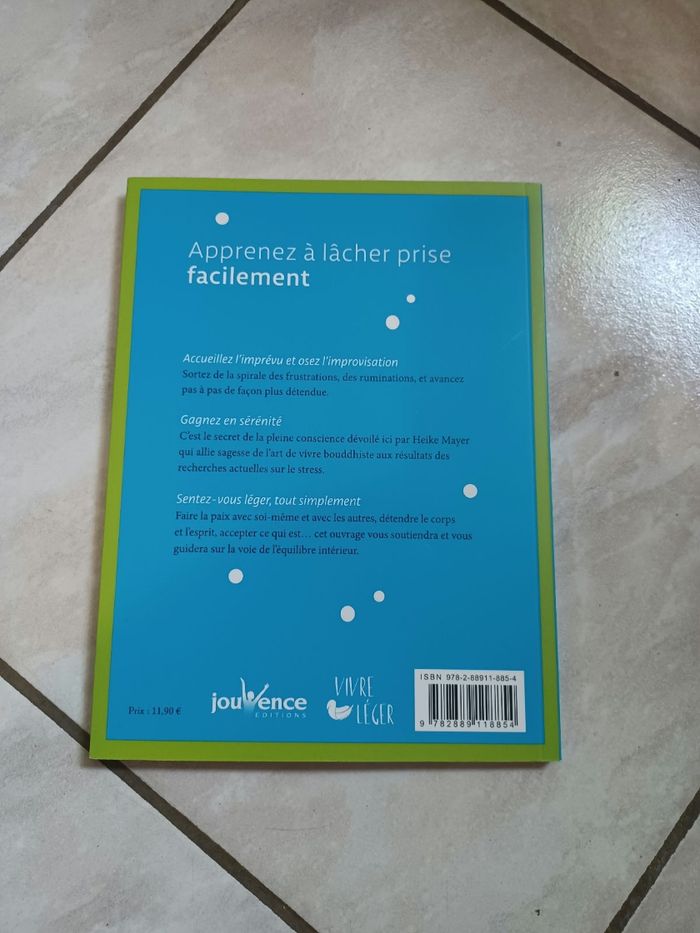 Apprenez à lâcher prise
facilement
Accueillez l'imprévu et osez l'improvisation
Sortez de la spirale des frustrations, des ruminations, et avancez
pas à pas de façon plus détendue.
Gagnez en sérénité
C'est le secret de la pleine conscience dévoilé ici par Heike Mayer
qui allie sagesse de l'art de vivre bouddhiste aux résultats des
recherches actuelles sur le stress.
Sentez-vous léger, tout simplement
Faire la paix avec soi-même et avec les autres, détendre le corps
et l'esprit, accepter ce qui est… cet ouvrage vous soutiendra et vous
guidera sur la voie de l'équilibre intérieur.
Prix : 11,90 €
jouvence
EDITIONS
VIVRE
LÉGER
ISBN 978-2-88911-885-4
9 782889 118854